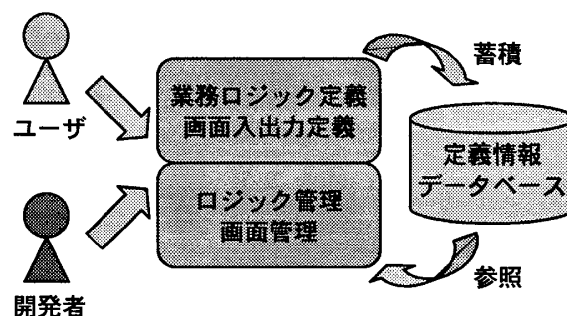 ユーザ
開発者
業務ロジック定義
画面入出力定義
ロジック管理
画面管理
蓄積
定義情報
データベース
参照